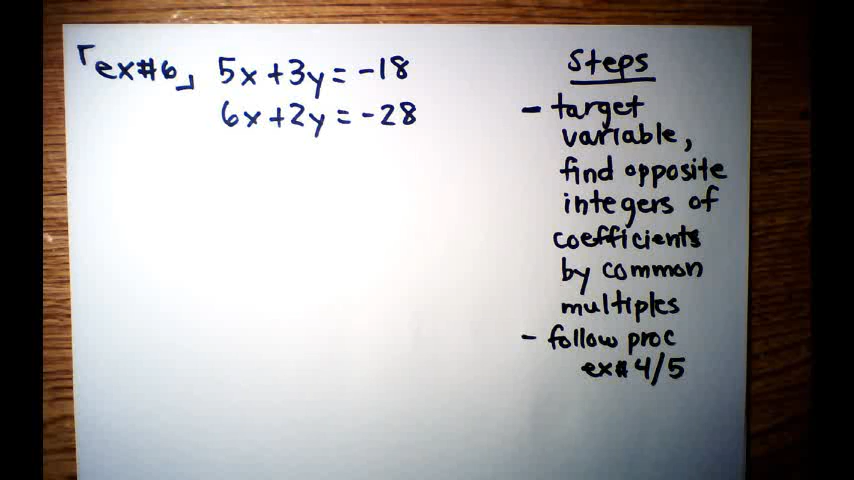 「ex#6」 5x+3y=-18
6x+2y=-28
Steps
- target
variable,
find opposite
integers of
coefficients
by common
multiples
- follow proc
ex# 4/5